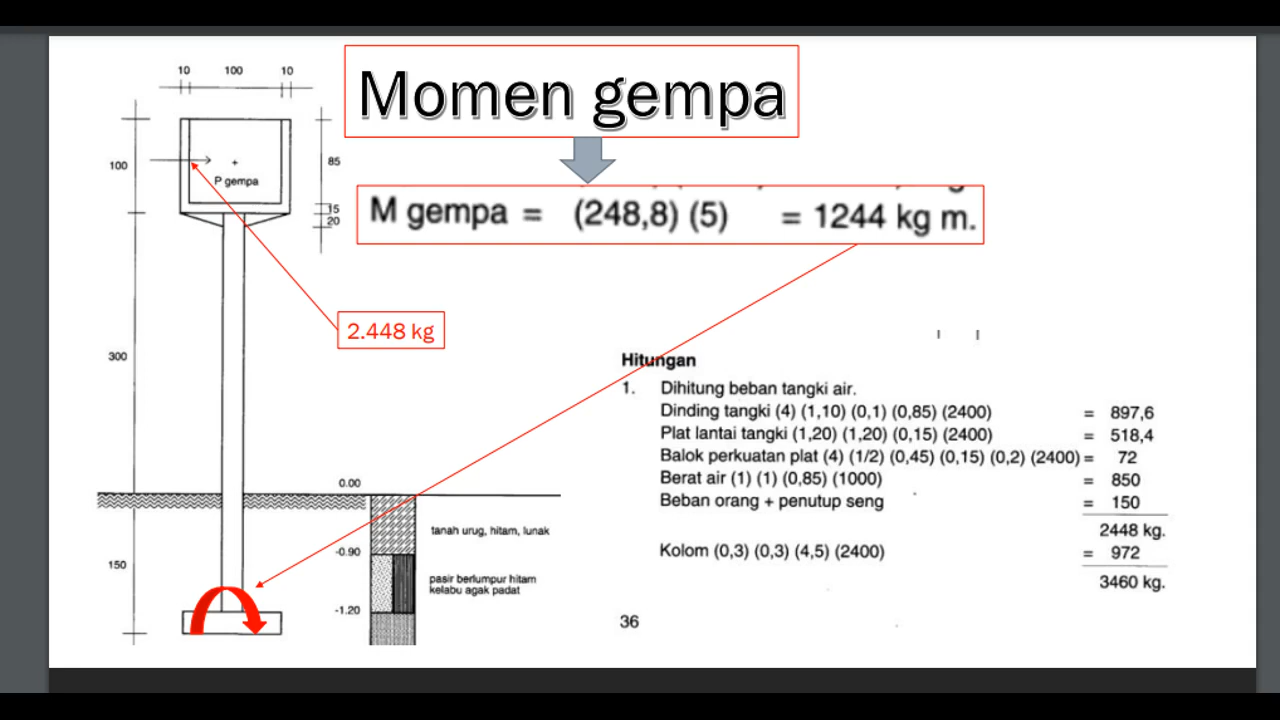 Momen gempa
M gempa = (248,8) (5) = 1244 kg m.
10 100 10
100
85
P gempa
15
20
2.448 kg
300
Hitungan
1. Dihitung beban tangki air.
Dinding tangki (4) (1,10) (0,1) (0,85) (2400) = 897,6
Plat lantai tangki (1,20) (1,20) (0,15) (2400) = 518,4
Balok perkuatan plat (4) (1/2) (0,45) (0,15) (0,2) (2400) = 72
Berat air (1) (1) (0,85) (1000) = 850
Beban orang + penutup seng = 150
2448 kg.
Kolom (0,3) (0,3) (4,5) (2400) = 972
3460 kg.
0.00
tanah urug, hitam, lunak
-0.90
150
pasir berlumpur hitam
kelabu agak padat
-1.20
36